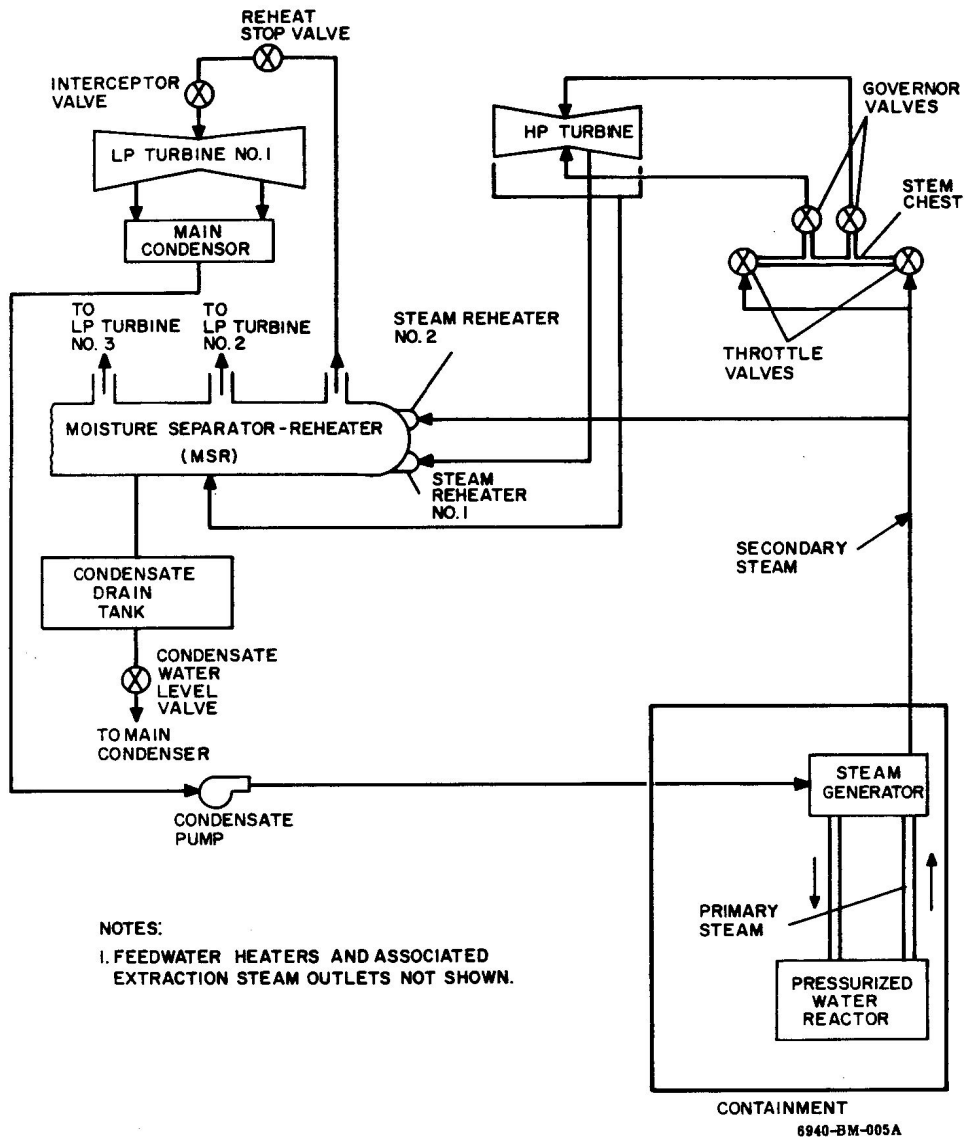 REHEAT
STOP VALVE
INTERCEPTOR
VALVE
LP TURBINE NO. 1
MAIN
CONDENSOR
HP TURBINE
GOVERNOR
VALVES
STEM
CHEST
THROTTLE
VALVES
TO
LP TURBINE
NO. 3
TO
LP TURBINE
NO. 2
STEAM REHEATER
NO. 2
MOISTURE SEPARATOR-REHEATER
(MSR)
STEAM
REHEATER
NO. 1
SECONDARY
STEAM
CONDENSATE
DRAIN
TANK
CONDENSATE
WATER
LEVEL
VALVE
TO MAIN
CONDENSER
CONDENSATE
PUMP
STEAM
GENERATOR
PRIMARY
STEAM
PRESSURIZED
WATER
REACTOR
NOTES:
1. FEEDWATER HEATERS AND ASSOCIATED
EXTRACTION STEAM OUTLETS NOT SHOWN.
CONTAINMENT
6940-BM-005A